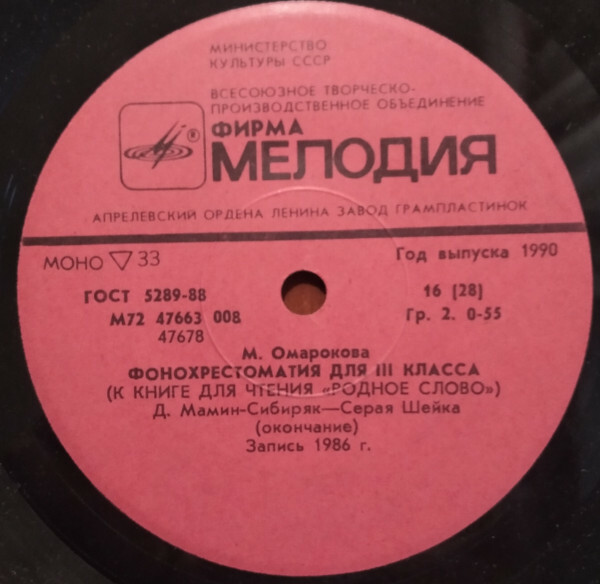 МИНИСТЕРСТВО
КУЛЬТУРЫ СССР
ВСЕСОЮЗНОЕ ТВОРЧЕСКО-
ПРОИЗВОДСТВЕННОЕ ОБЪЕДИНЕНИЕ
®
ФИРМА
МЕЛОДИЯ
АПРЕЛЕВСКИЙ ОРДЕНА ЛЕНИНА ЗАВОД ГРАМПЛАСТИНОК
МОНО ▽ 33
Год выпуска 1990
ГОСТ 5289-88
16 [28]
М72 47663 008
Гр. 2. 0-55
47678
М. Омарокова
ФОНОХРЕСТОМАТИЯ ДЛЯ III КЛАССА
(К КНИГЕ ДЛЯ ЧТЕНИЯ «РОДНОЕ СЛОВО»)
Д. Мамин-Сибиряк—Серая Шейка
(окончание)
Запись 1986 г.